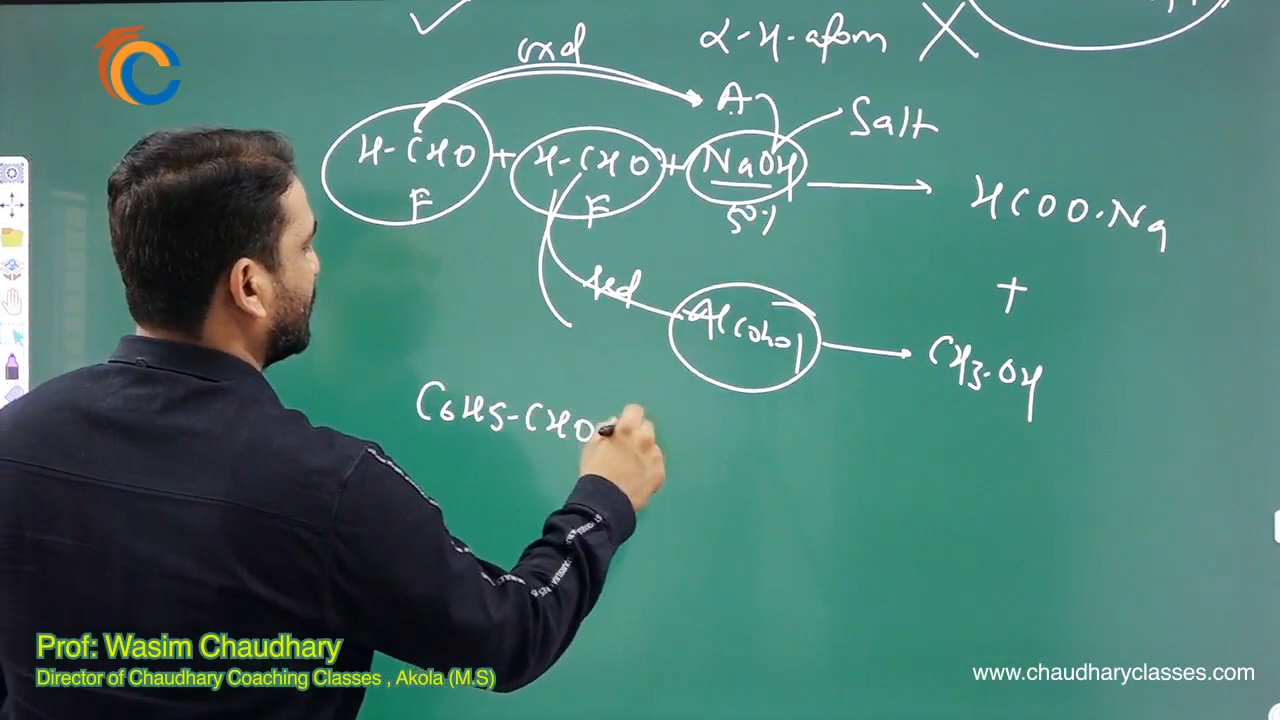 oxd
α-H-atom
A
Salt
H-CHO + H-CHO + NaOH
F
F
50%
HCOO.Na
+
red
Alcohol
CH3.OH
C6H5-CHO
Prof: Wasim Chaudhary
Director of Chaudhary Coaching Classes , Akola (M.S)
www.chaudharyclasses.com